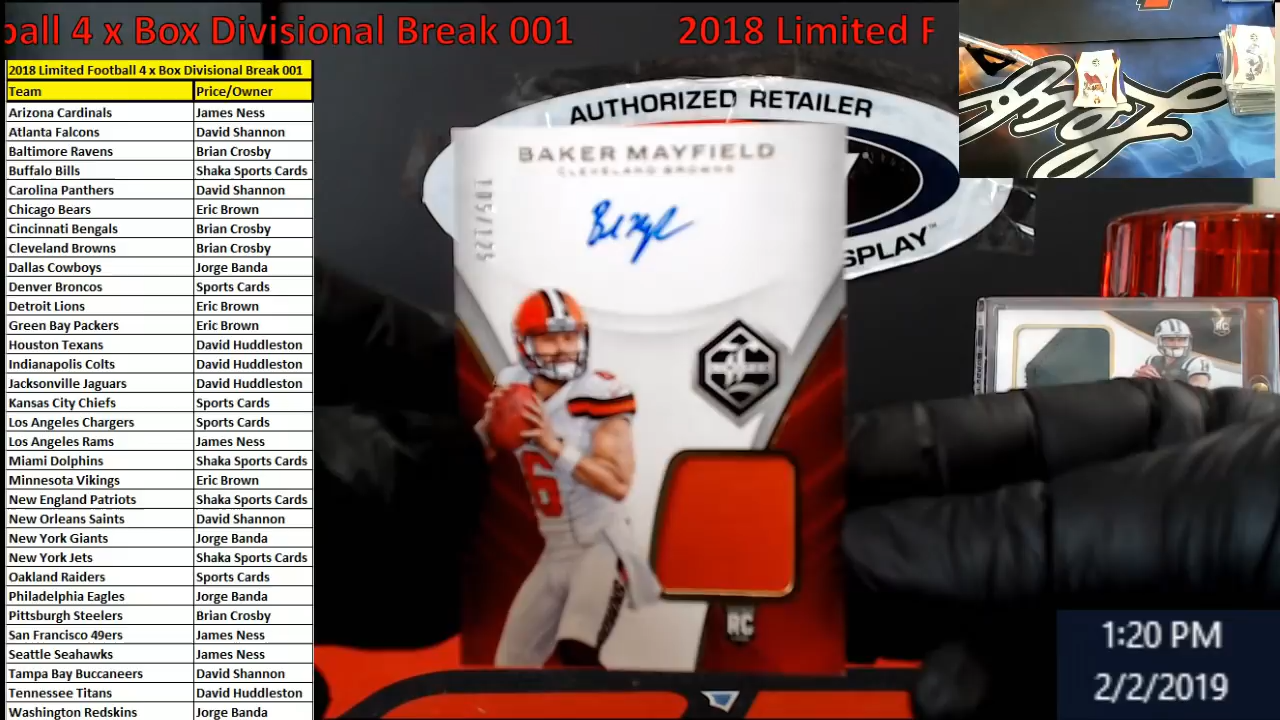 ball 4 x Box Divisional Break 001 2018 Limited F
2018 Limited Football 4 x Box Divisional Break 001
Team Price/Owner
Arizona Cardinals James Ness
Atlanta Falcons David Shannon
Baltimore Ravens Brian Crosby
Buffalo Bills Shaka Sports Cards
Carolina Panthers David Shannon
Chicago Bears Eric Brown
Cincinnati Bengals Brian Crosby
Cleveland Browns Brian Crosby
Dallas Cowboys Jorge Banda
Denver Broncos Sports Cards
Detroit Lions Eric Brown
Green Bay Packers Eric Brown
Houston Texans David Huddleston
Indianapolis Colts David Huddleston
Jacksonville Jaguars David Huddleston
Kansas City Chiefs Sports Cards
Los Angeles Chargers Sports Cards
Los Angeles Rams James Ness
Miami Dolphins Shaka Sports Cards
Minnesota Vikings Eric Brown
New England Patriots Shaka Sports Cards
New Orleans Saints David Shannon
New York Giants Jorge Banda
New York Jets Shaka Sports Cards
Oakland Raiders Sports Cards
Philadelphia Eagles Jorge Banda
Pittsburgh Steelers Brian Crosby
San Francisco 49ers James Ness
Seattle Seahawks James Ness
Tampa Bay Buccaneers David Shannon
Tennessee Titans David Huddleston
Washington Redskins Jorge Banda
AUTHORIZED RETAILER
SPLAY™
BAKER MAYFIELD
CLEVELAND BROWNS
105/125
6
RC
RC
1:20 PM
2/2/2019